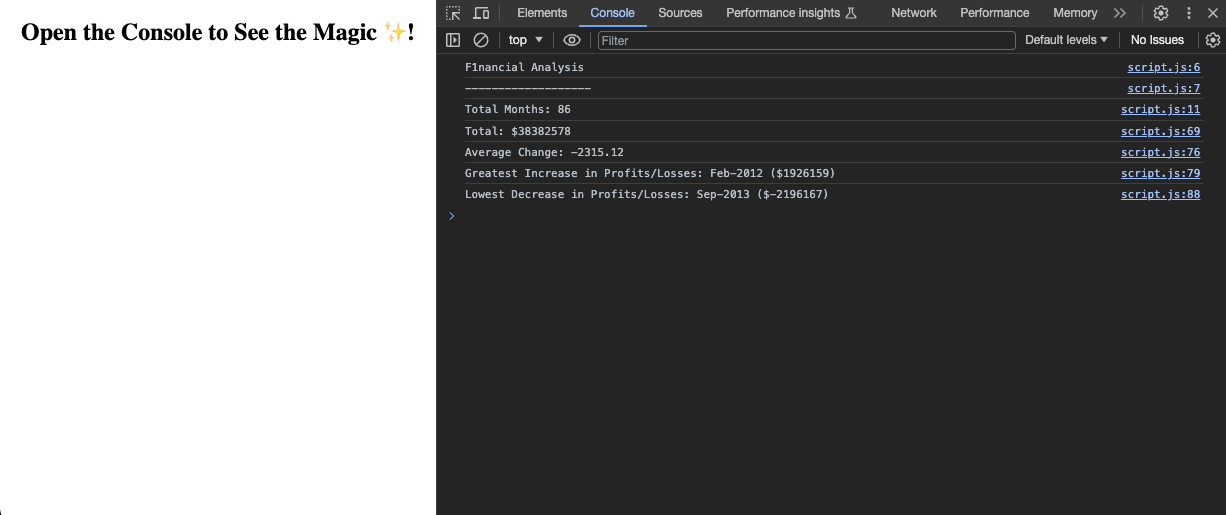 Open the Console to See the Magic ✨!
Elements Console Sources Performance insights Network Performance Memory
top Filter Default levels No Issues
F1nancial Analysis script.js:6
------------------- script.js:7
Total Months: 86 script.js:11
Total: $38382578 script.js:69
Average Change: -2315.12 script.js:76
Greatest Increase in Profits/Losses: Feb-2012 ($1926159) script.js:79
Lowest Decrease in Profits/Losses: Sep-2013 ($-2196167) script.js:88